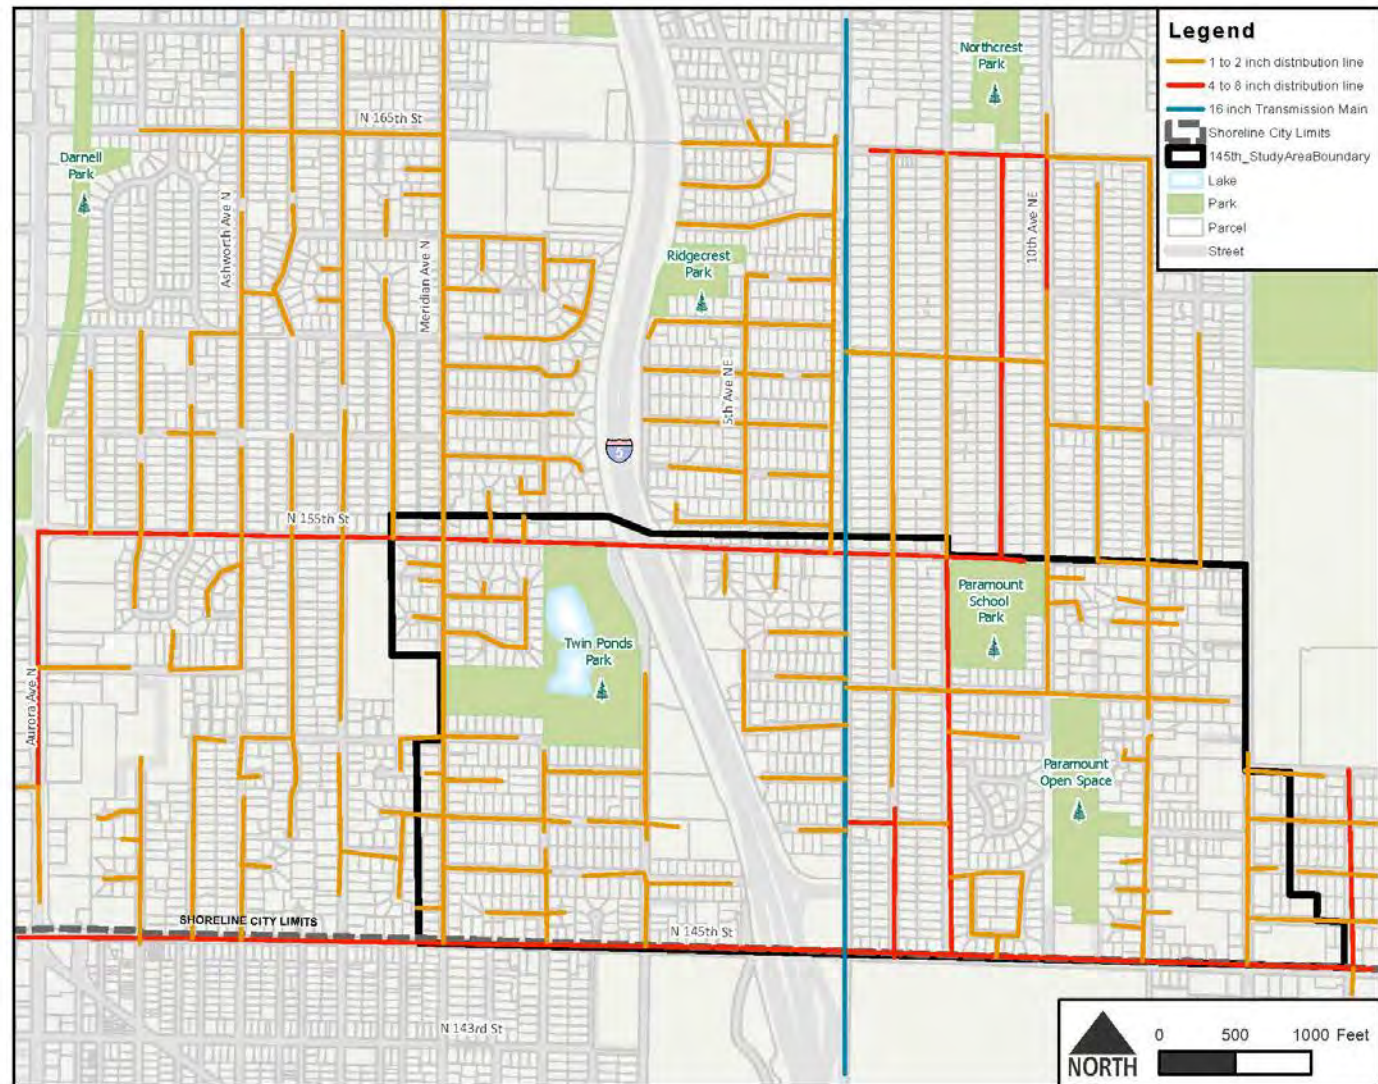 Legend
1 to 2 inch distribution line
4 to 8 inch distribution line
16 inch Transmission Main
Shoreline City Limits
145th_StudyAreaBoundary
Lake
Park
Parcel
Street
Northcrest
Park
N 165th St
Darnell
Park
Ashworth Ave N
Meridian Ave N
10th Ave NE
Ridgecrest
Park
5th Ave NE
5
N 155th St
Paramount
School
Park
Twin Ponds
Park
Aurora Ave N
Paramount
Open Space
SHORELINE CITY LIMITS
N 145th St
N 143rd St
NORTH
0 500 1000 Feet